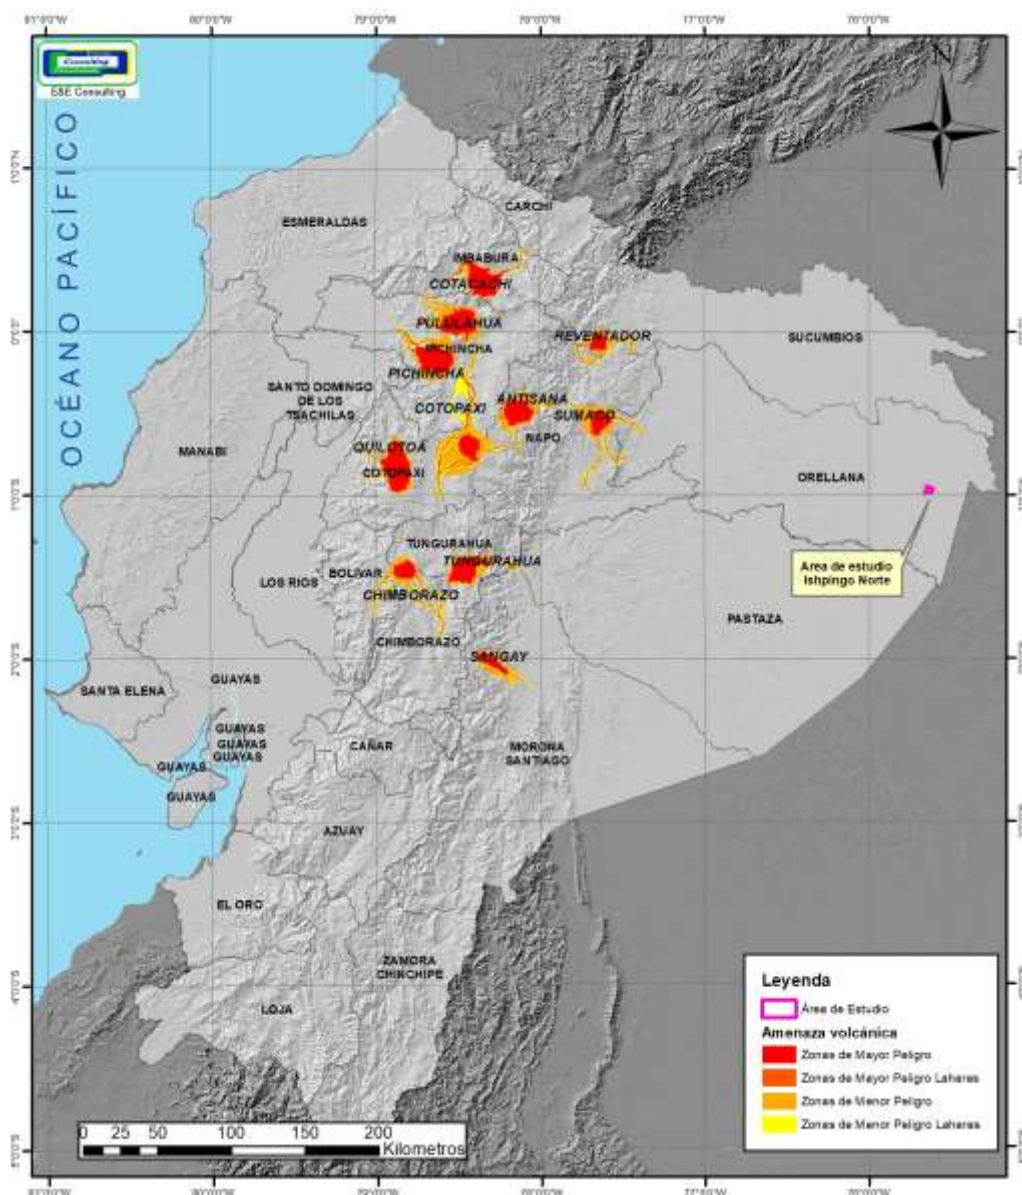 Consulting
E&E Consulting
N
OCÉANO PACÍFICO
ESMERALDAS
CARCHI
IMBABURA
COTACACHI
PULULAHUA
PICHINCHA
PICHINCHA
REVENTADOR
SUCUMBIOS
SANTO DOMINGO
DE LOS
TSACHILAS
COTOPAXI
ANTISANA
SUMACO
NAPO
MANABI
QUILOTOA
COTOPAXI
ORELLANA
TUNGURAHUA
TUNGURAHUA
BOLIVAR
LOS RIOS
CHIMBORAZO
Area de estudio
Ishpingo Norte
PASTAZA
CHIMBORAZO
SANGAY
SANTA ELENA
GUAYAS
GUAYAS
GUAYAS
GUAYAS
GUAYAS
GUAYAS
CAÑAR
MORONA
SANTIAGO
AZUAY
EL ORO
ZAMORA
CHINCHIPE
LOJA
Leyenda
Área de Estudio
Amenaza volcánica
Zonas de Mayor Peligro
Zonas de Mayor Peligro Lahares
Zonas de Menor Peligro
Zonas de Menor Peligro Lahares
0 25 50 100 150 200
Kilometros